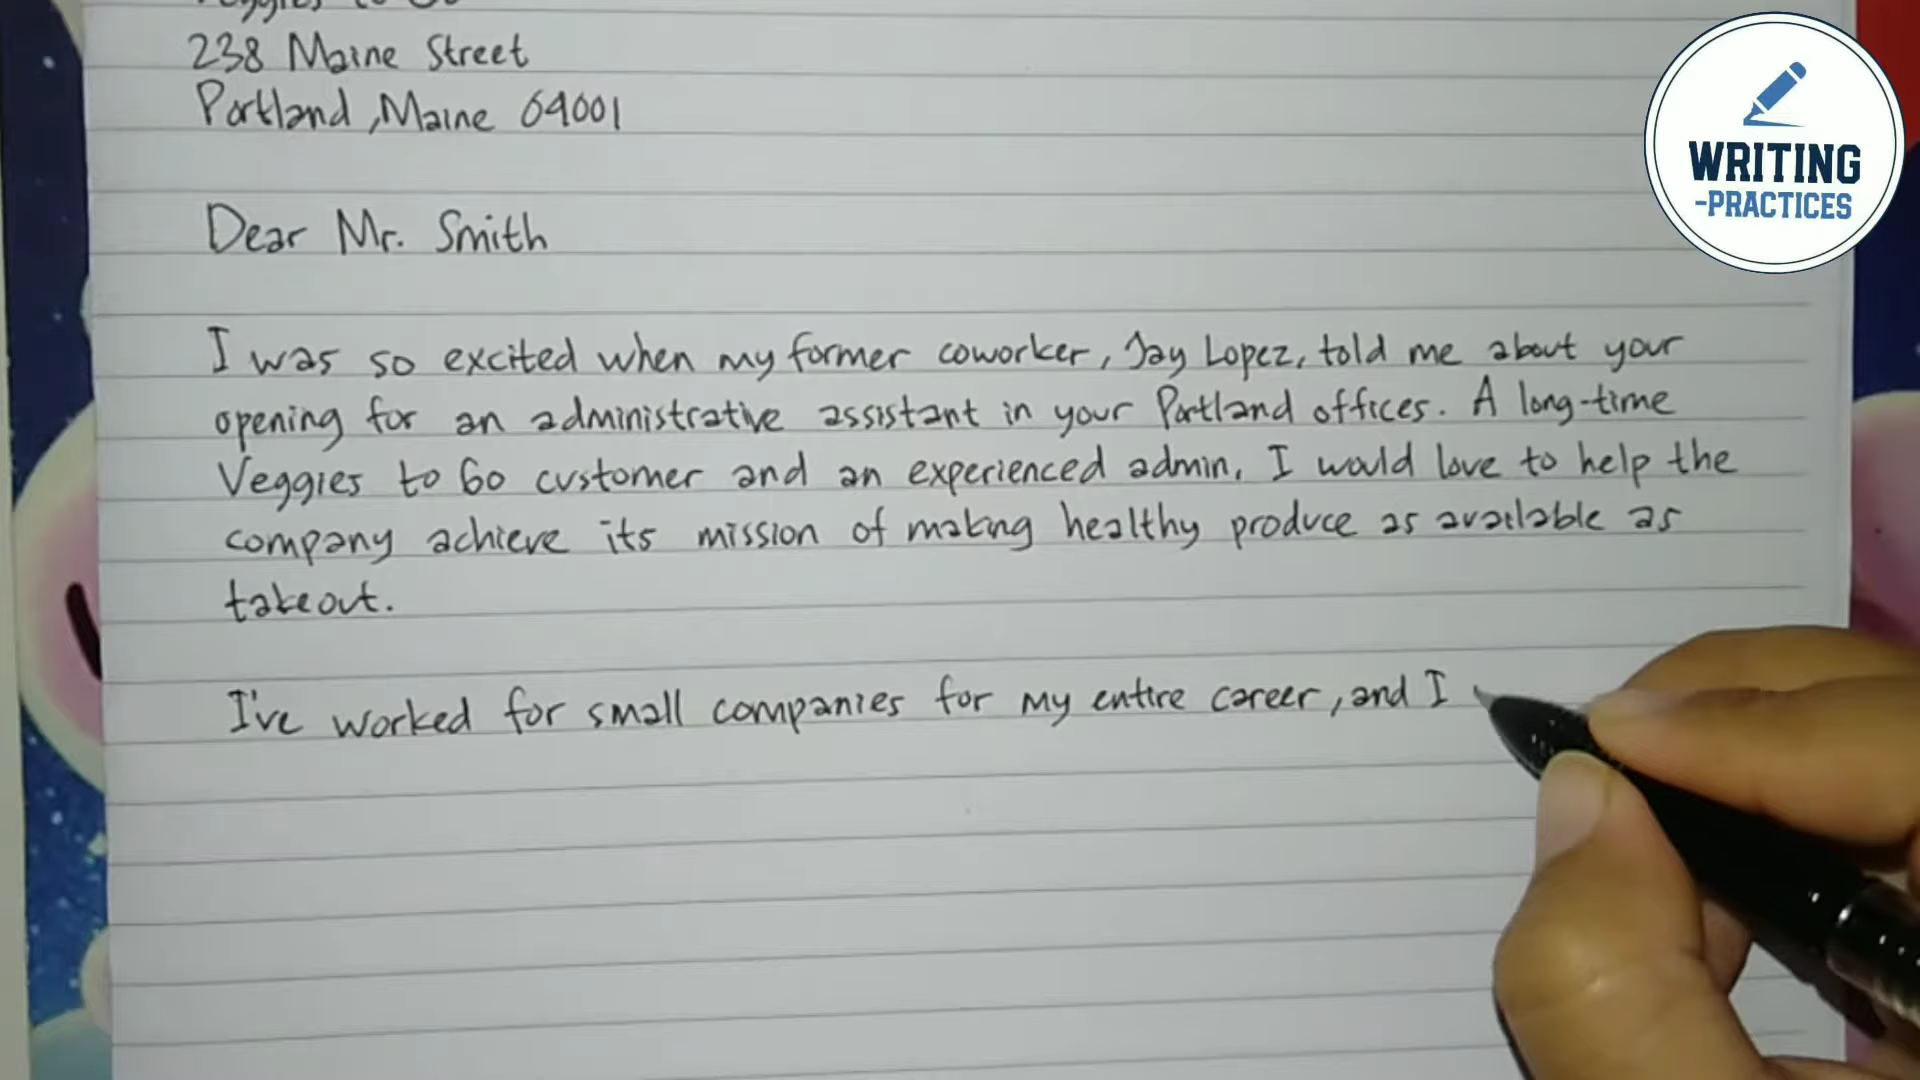 Veggies to Go
238 Maine Street
Portland, Maine 04001
Dear Mr. Smith
I was so excited when my former coworker, Jay Lopez, told me about your
opening for an administrative assistant in your Portland offices. A long-time
Veggies to Go customer and an experienced admin, I would love to help the
company achieve its mission of making healthy produce as available as
takeout.
I've worked for small companies for my entire career, and I
WRITING
-PRACTICES